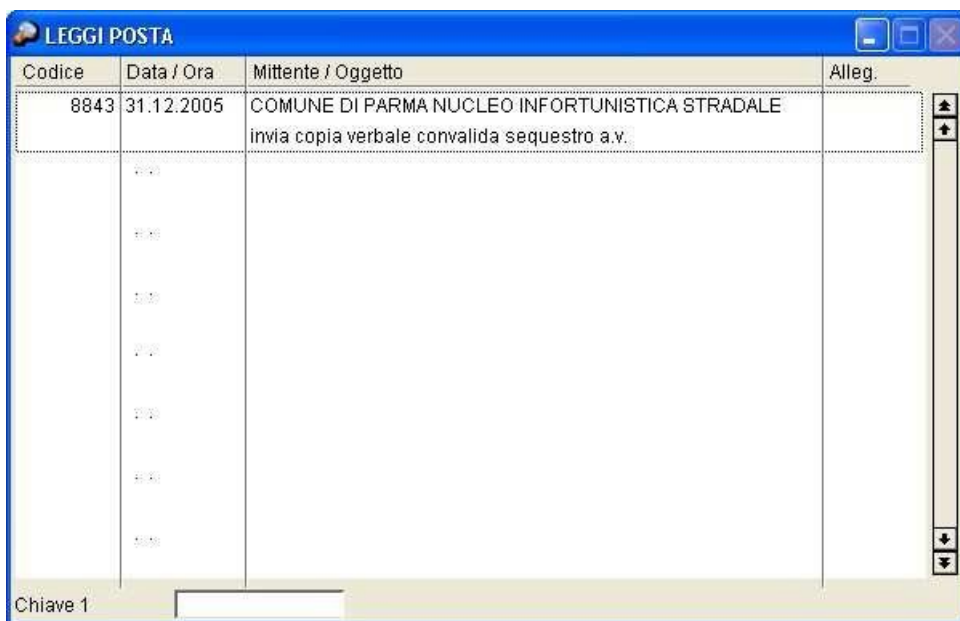 LEGGI POSTA
Codice Data / Ora Mittente / Oggetto Alleg.
8843 31.12.2005 COMUNE DI PARMA NUCLEO INFORTUNISTICA STRADALE
invia copia verbale convalida sequestro a.v.
Chiave 1